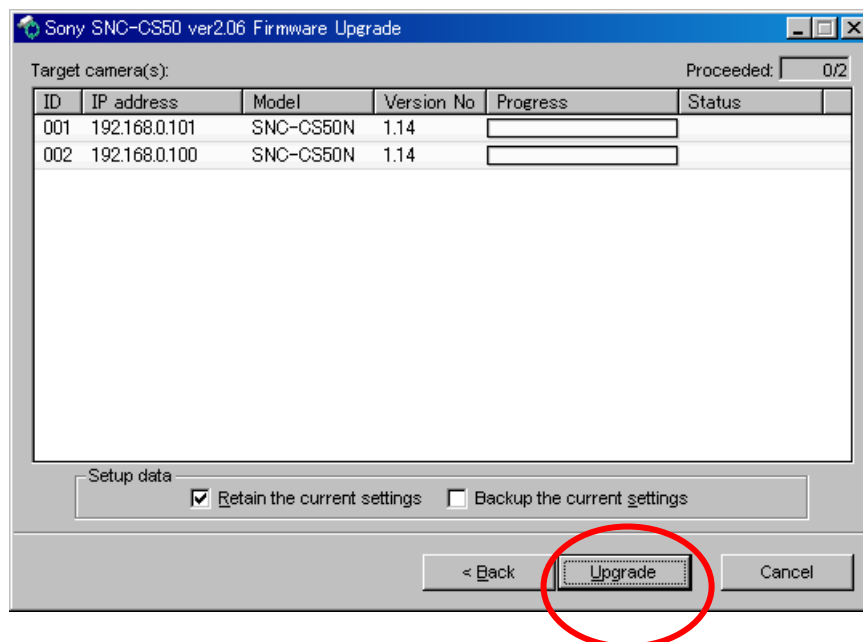 Sony SNC-CS50 ver2.06 Firmware Upgrade
Target camera(s): Proceeded: 0/2
ID IP address Model Version No Progress Status
001 192.168.0.101 SNC-CS50N 1.14
002 192.168.0.100 SNC-CS50N 1.14
Setup data
Retain the current settings Backup the current settings
< Back Upgrade Cancel